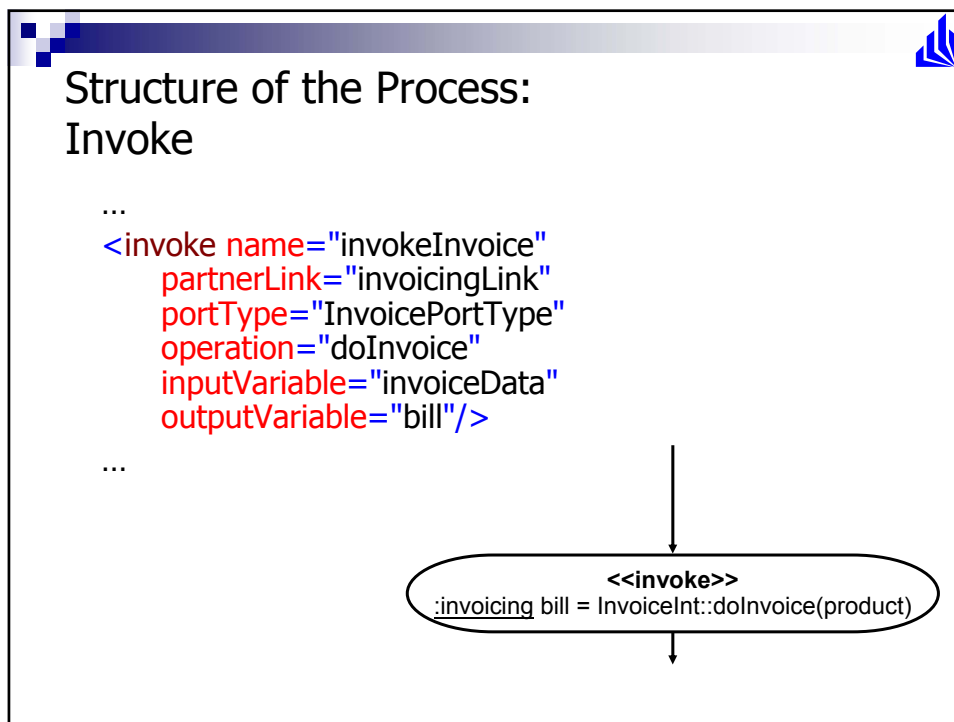 Structure of the Process:
Invoke
...
<invoke name="invokeInvoice"
partnerLink="invoicingLink"
portType="InvoicePortType"
operation="doInvoice"
inputVariable="invoiceData"
outputVariable="bill"/>
...
<<invoke>>
:invoicing bill = InvoiceInt::doInvoice(product)